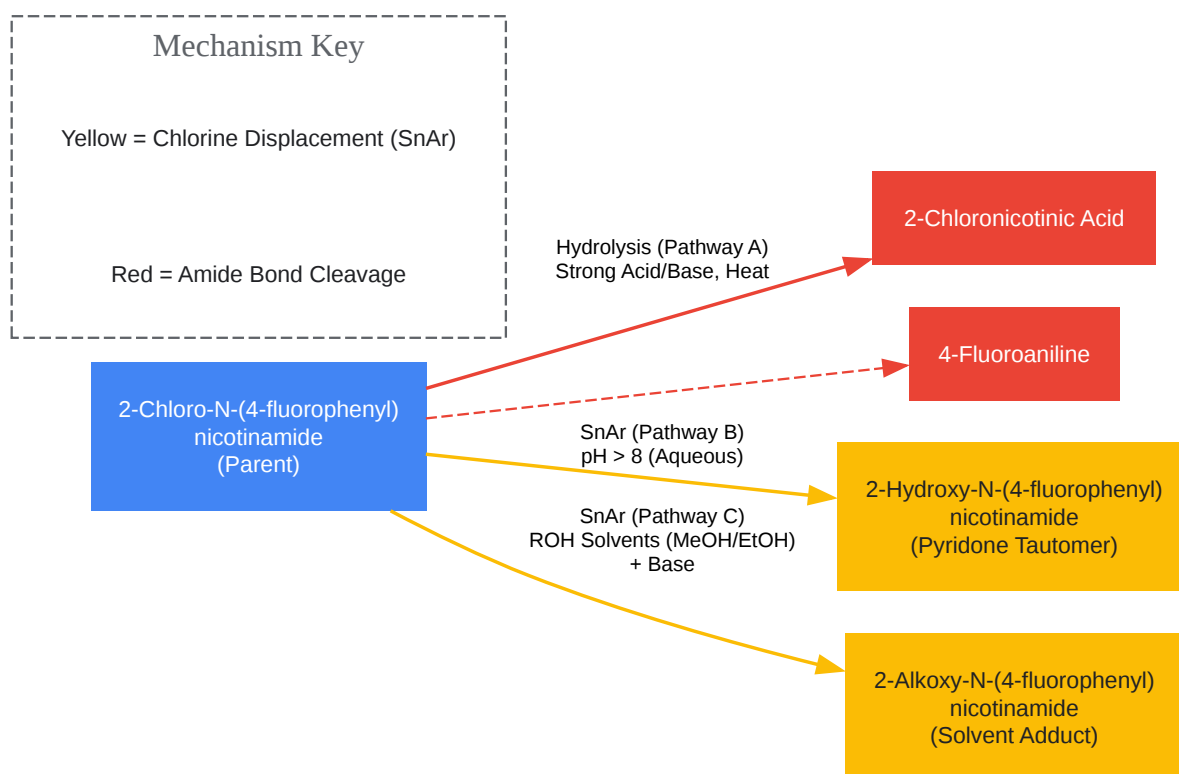 Mechanism Key
Yellow = Chlorine Displacement (SnAr)
Red = Amide Bond Cleavage
2-Chloro-N-(4-fluorophenyl)
nicotinamide
(Parent)
Hydrolysis (Pathway A)
Strong Acid/Base, Heat
2-Chloronicotinic Acid
4-Fluoroaniline
SnAr (Pathway B)
pH > 8 (Aqueous)
2-Hydroxy-N-(4-fluorophenyl)
nicotinamide
(Pyridone Tautomer)
SnAr (Pathway C)
ROH Solvents (MeOH/EtOH)
+ Base
2-Alkoxy-N-(4-fluorophenyl)
nicotinamide
(Solvent Adduct)